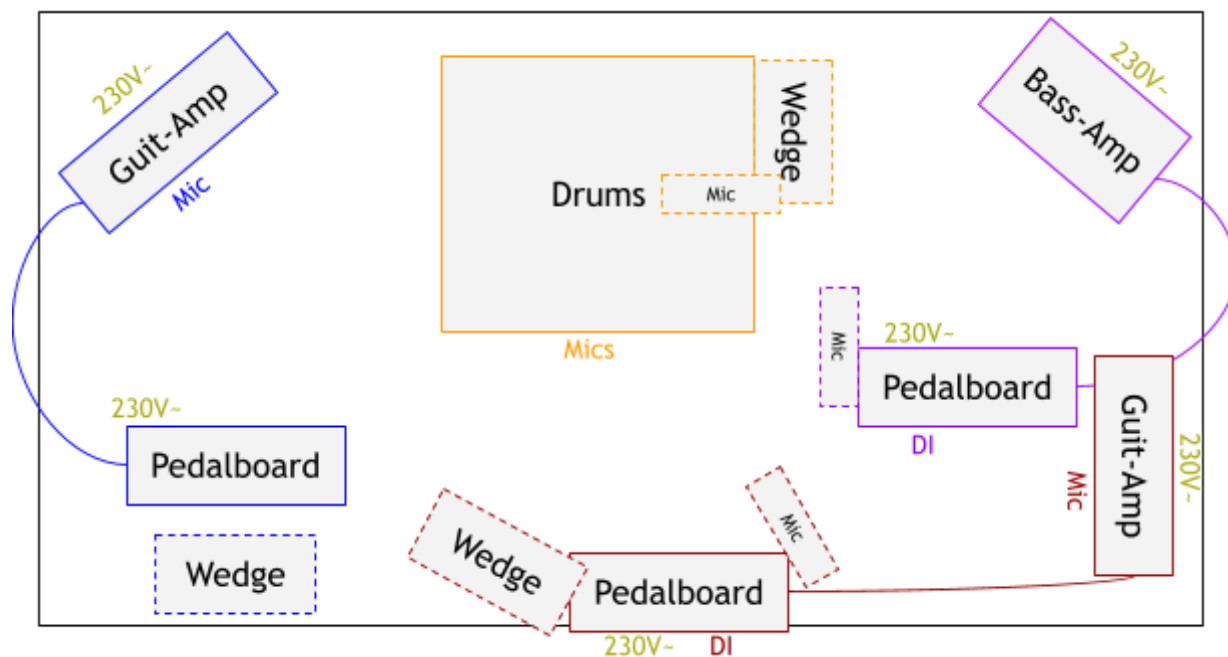 230V~
Guit-Amp
Mic
Drums
Mic
Wedge
Mics
230V~
Bass-Amp
Mic
230V~
Pedalboard
DI
Guit-Amp
230V~
Mic
230V~
Pedalboard
Wedge
Wedge
Mic
Pedalboard
230V~
DI